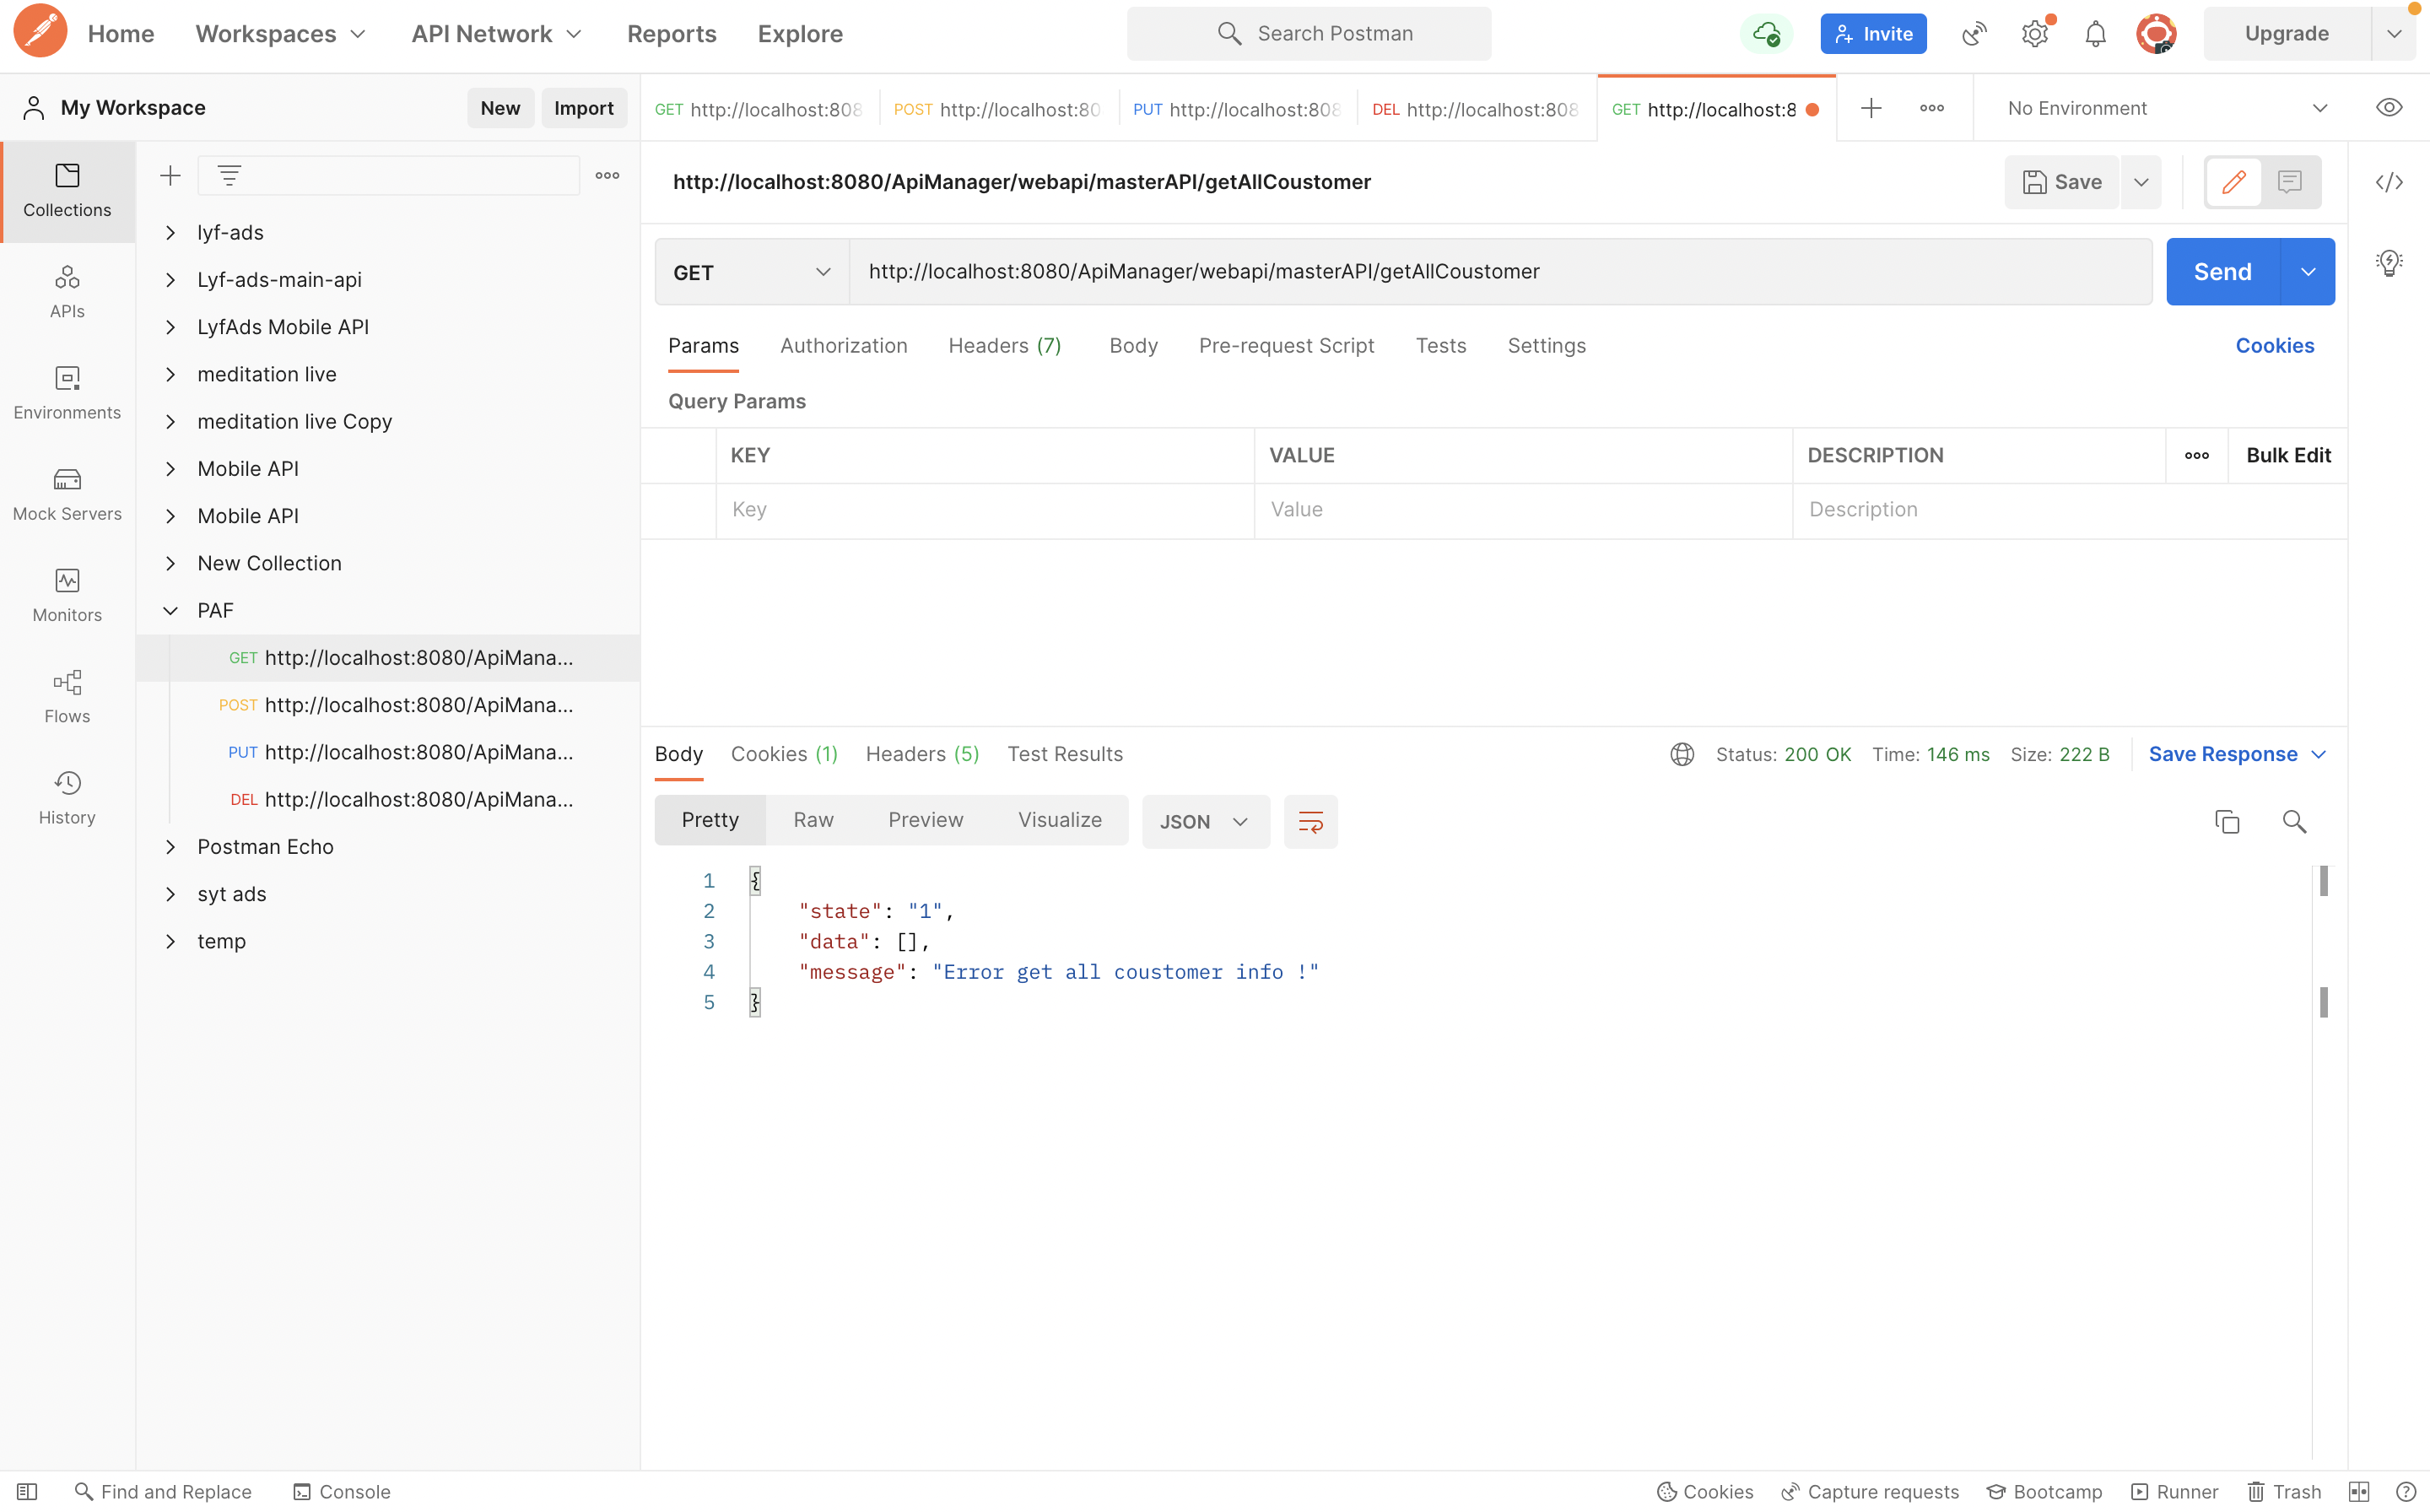 Home Workspaces API Network Reports Explore Search Postman Invite Upgrade
My Workspace New Import
GET http://localhost:808 POST http://localhost:80 PUT http://localhost:808 DEL http://localhost:808 GET http://localhost:8 No Environment
Collections
APIs
Environments
Mock Servers
Monitors
Flows
History
lyf-ads
Lyf-ads-main-api
LyfAds Mobile API
meditation live
meditation live Copy
Mobile API
Mobile API
New Collection
PAF
GET http://localhost:8080/ApiMana...
POST http://localhost:8080/ApiMana...
PUT http://localhost:8080/ApiMana...
DEL http://localhost:8080/ApiMana...
Postman Echo
syt ads
temp
http://localhost:8080/ApiManager/webapi/masterAPI/getAllCoustomer Save
GET http://localhost:8080/ApiManager/webapi/masterAPI/getAllCoustomer Send
Params Authorization Headers (7) Body Pre-request Script Tests Settings Cookies
Query Params
KEY VALUE DESCRIPTION Bulk Edit
Key Value Description
Body Cookies (1) Headers (5) Test Results Status: 200 OK Time: 146 ms Size: 222 B Save Response
Pretty Raw Preview Visualize JSON
1 {
2 "state": "1",
3 "data": [],
4 "message": "Error get all coustomer info !"
5 }
Find and Replace Console Cookies Capture requests Bootcamp Runner Trash